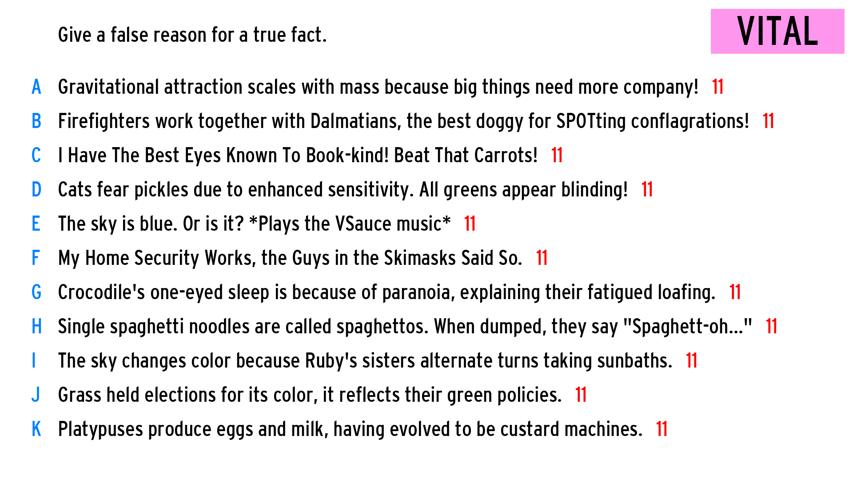 Give a false reason for a true fact.
VITAL
A Gravitational attraction scales with mass because big things need more company! 11
B Firefighters work together with Dalmatians, the best doggy for SPOTting conflagrations! 11
C I Have The Best Eyes Known To Book-kind! Beat That Carrots! 11
D Cats fear pickles due to enhanced sensitivity. All greens appear blinding! 11
E The sky is blue. Or is it? *Plays the VSauce music* 11
F My Home Security Works, the Guys in the Skimasks Said So. 11
G Crocodile's one-eyed sleep is because of paranoia, explaining their fatigued loafing. 11
H Single spaghetti noodles are called spaghettos. When dumped, they say "Spaghett-oh..." 11
I The sky changes color because Ruby's sisters alternate turns taking sunbaths. 11
J Grass held elections for its color, it reflects their green policies. 11
K Platypuses produce eggs and milk, having evolved to be custard machines. 11